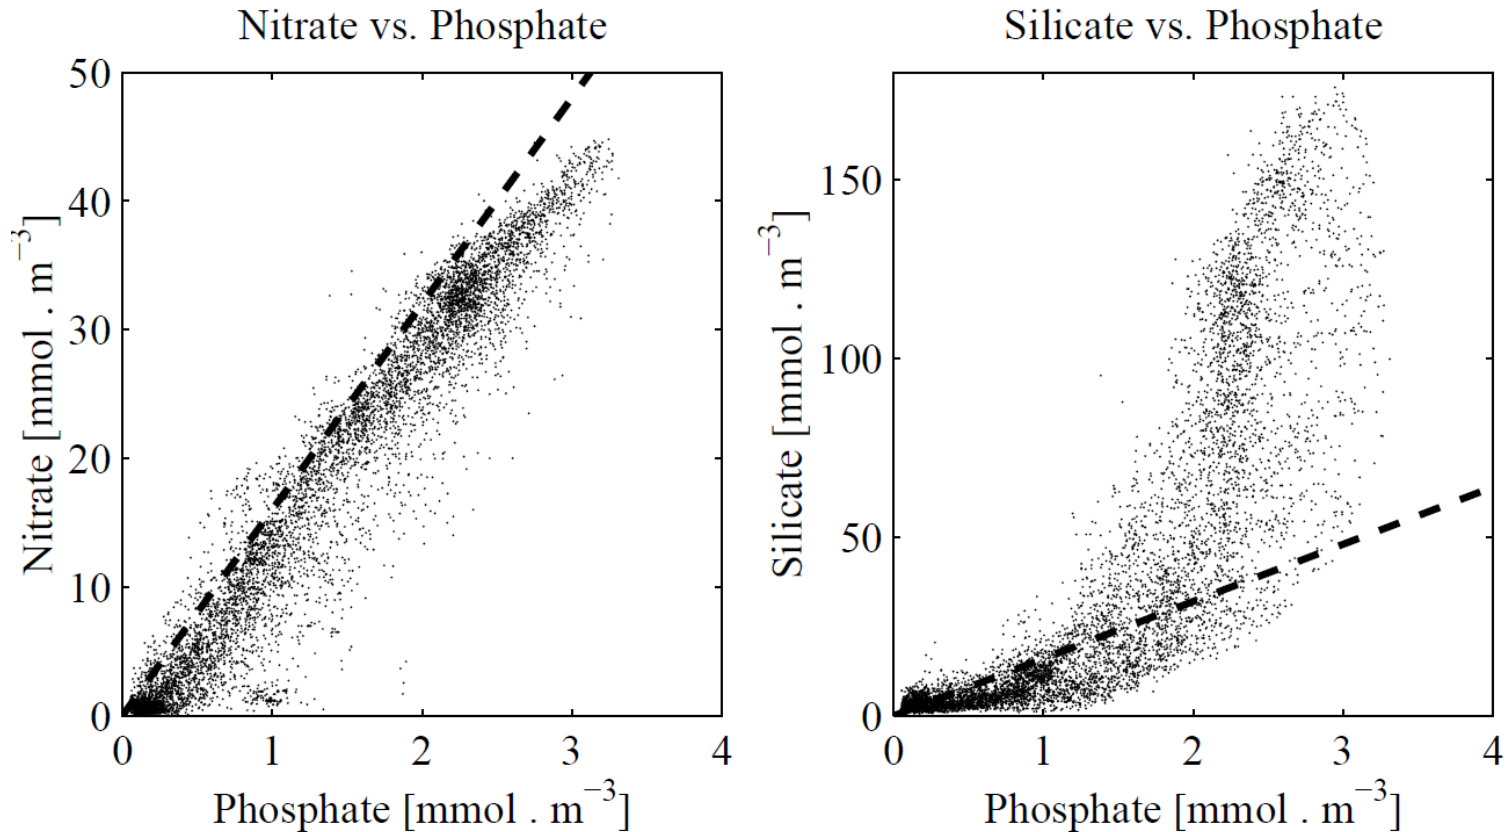 Nitrate vs. Phosphate
50
40
30
20
10
0
0 1 2 3 4
Nitrate [mmol . m⁻³]
Phosphate [mmol . m⁻³]
Silicate vs. Phosphate
150
100
50
0
0 1 2 3 4
Silicate [mmol . m⁻³]
Phosphate [mmol . m⁻³]